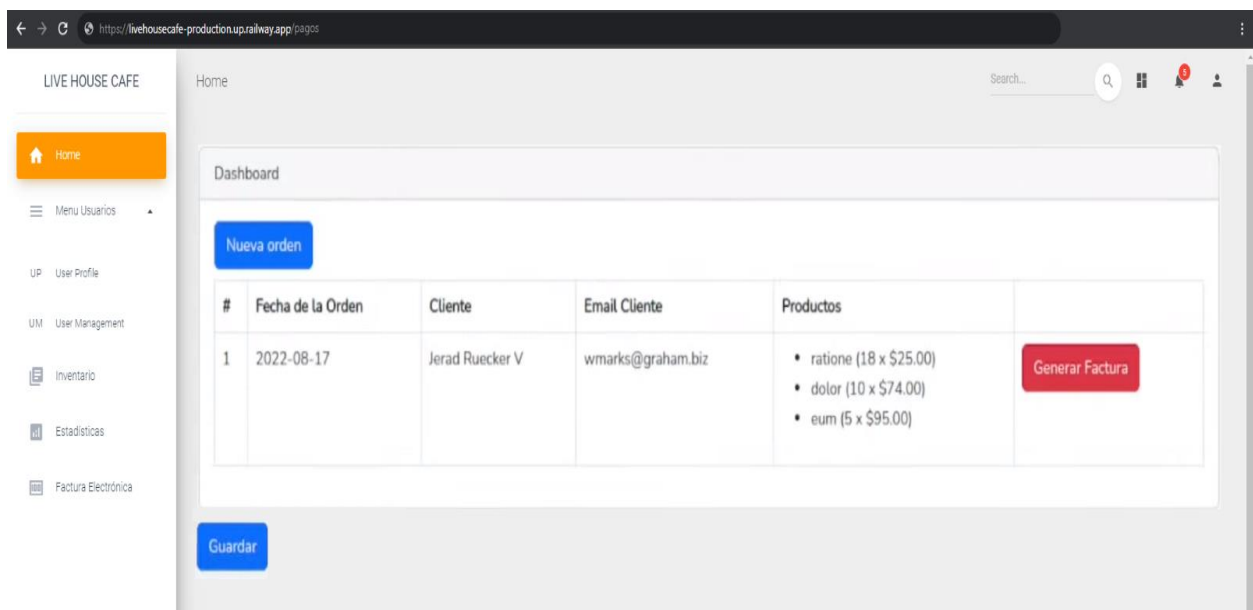 https://livehousecafe-production.up.railway.app/pagos
LIVE HOUSE CAFE
Home
Search...
5
Home
Menu Usuarios
UP User Profile
UM User Management
Inventario
Estadísticas
Factura Electrónica
Dashboard
Nueva orden
# Fecha de la Orden Cliente Email Cliente Productos
1 2022-08-17 Jerad Ruecker V wmarks@graham.biz • ratione (18 x $25.00)
• dolor (10 x $74.00)
• eum (5 x $95.00)
Generar Factura
Guardar